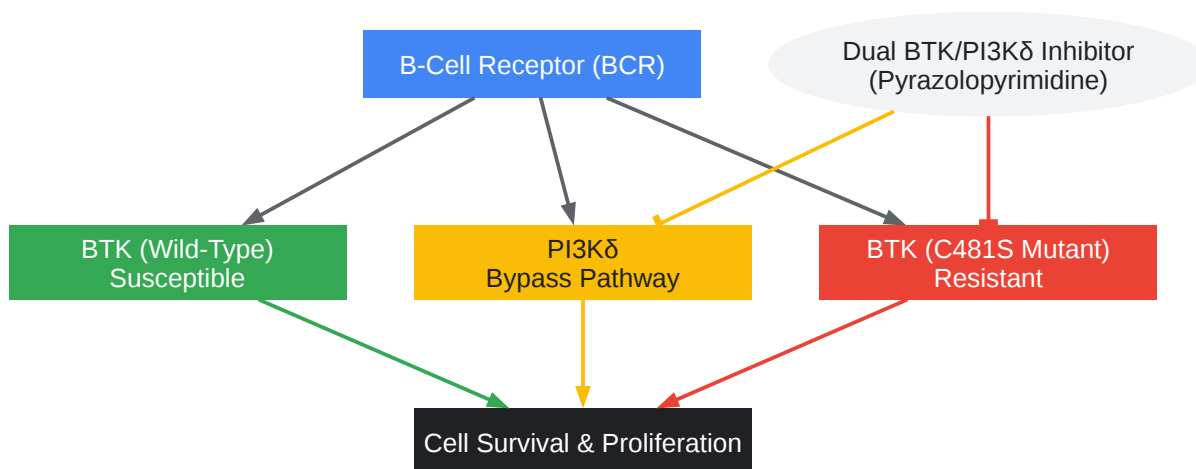 B-Cell Receptor (BCR)
Dual BTK/PI3Kδ Inhibitor
(Pyrazolopyrimidine)
BTK (Wild-Type)
Susceptible
PI3Kδ
Bypass Pathway
BTK (C481S Mutant)
Resistant
Cell Survival & Proliferation